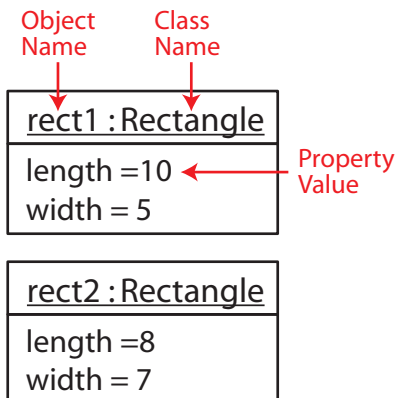 Object Name
Class Name
rect1 : Rectangle
length =10
width = 5
Property Value
rect2 : Rectangle
length =8
width = 7